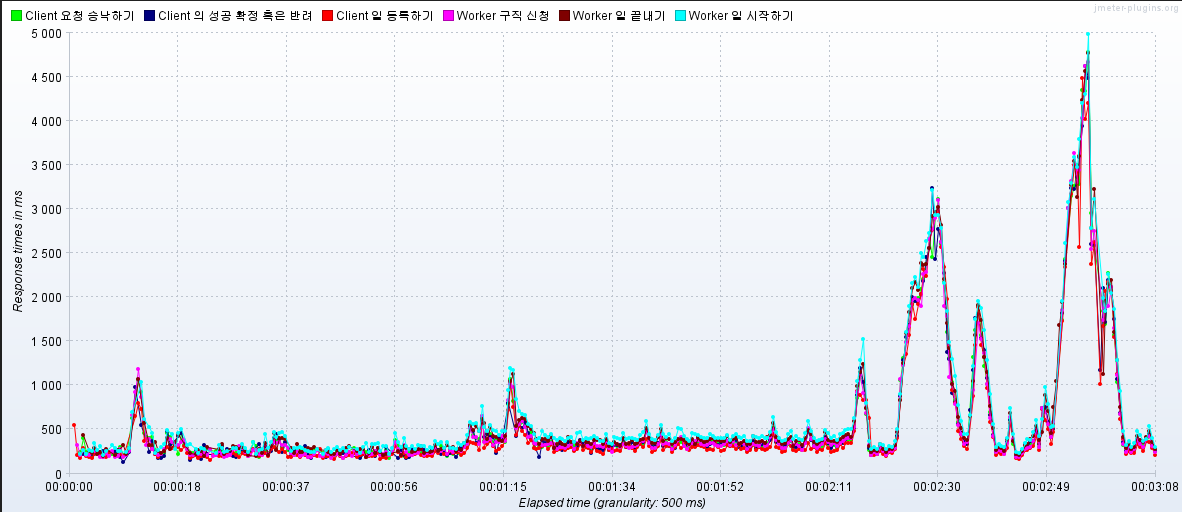 jmeter-plugins.org
Client 요청 승낙하기 Client 의 성공 확정 혹은 반려 Client 일 등록하기 Worker 구직 신청 Worker 일 끝내기 Worker 일 시작하기
5 000
4 500
4 000
3 500
3 000
2 500
2 000
1 500
1 000
500
0
Response times in ms
00:00:00 00:00:18 00:00:37 00:00:56 00:01:15 00:01:34 00:01:52 00:02:11 00:02:30 00:02:49 00:03:08
Elapsed time (granularity: 500 ms)